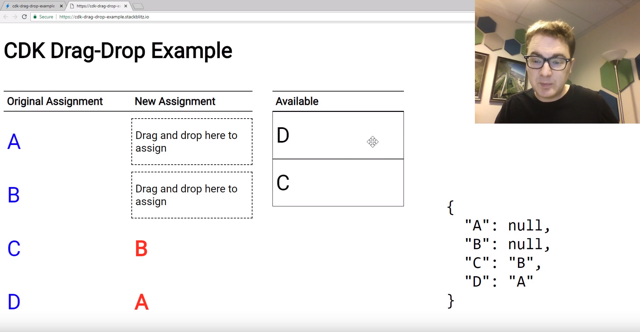 cdk-drag-drop-example
https://cdk-drag-drop-
Secure
https://cdk-drag-drop-example.stackblitz.io
CDK Drag-Drop Example
Original Assignment New Assignment Available
A Drag and drop here to
assign
D
B Drag and drop here to
assign
C
C B
D A
{
"A": null,
"B": null,
"C": "B",
"D": "A"
}